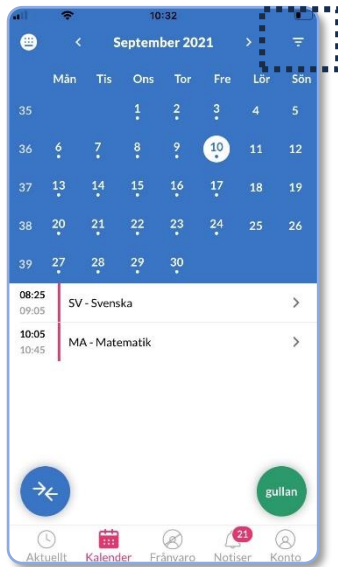 10:32
September 2021
Mån Tis Ons Tor Fre Lör Sön
35 1 2 3 4 5
36 6 7 8 9 10 11 12
37 13 14 15 16 17 18 19
38 20 21 22 23 24 25 26
39 27 28 29 30
08:25 SV - Svenska
09:05
10:05 MA - Matematik
10:45
gullan
21
Aktuellt Kalender Frånvaro Notiser Konto